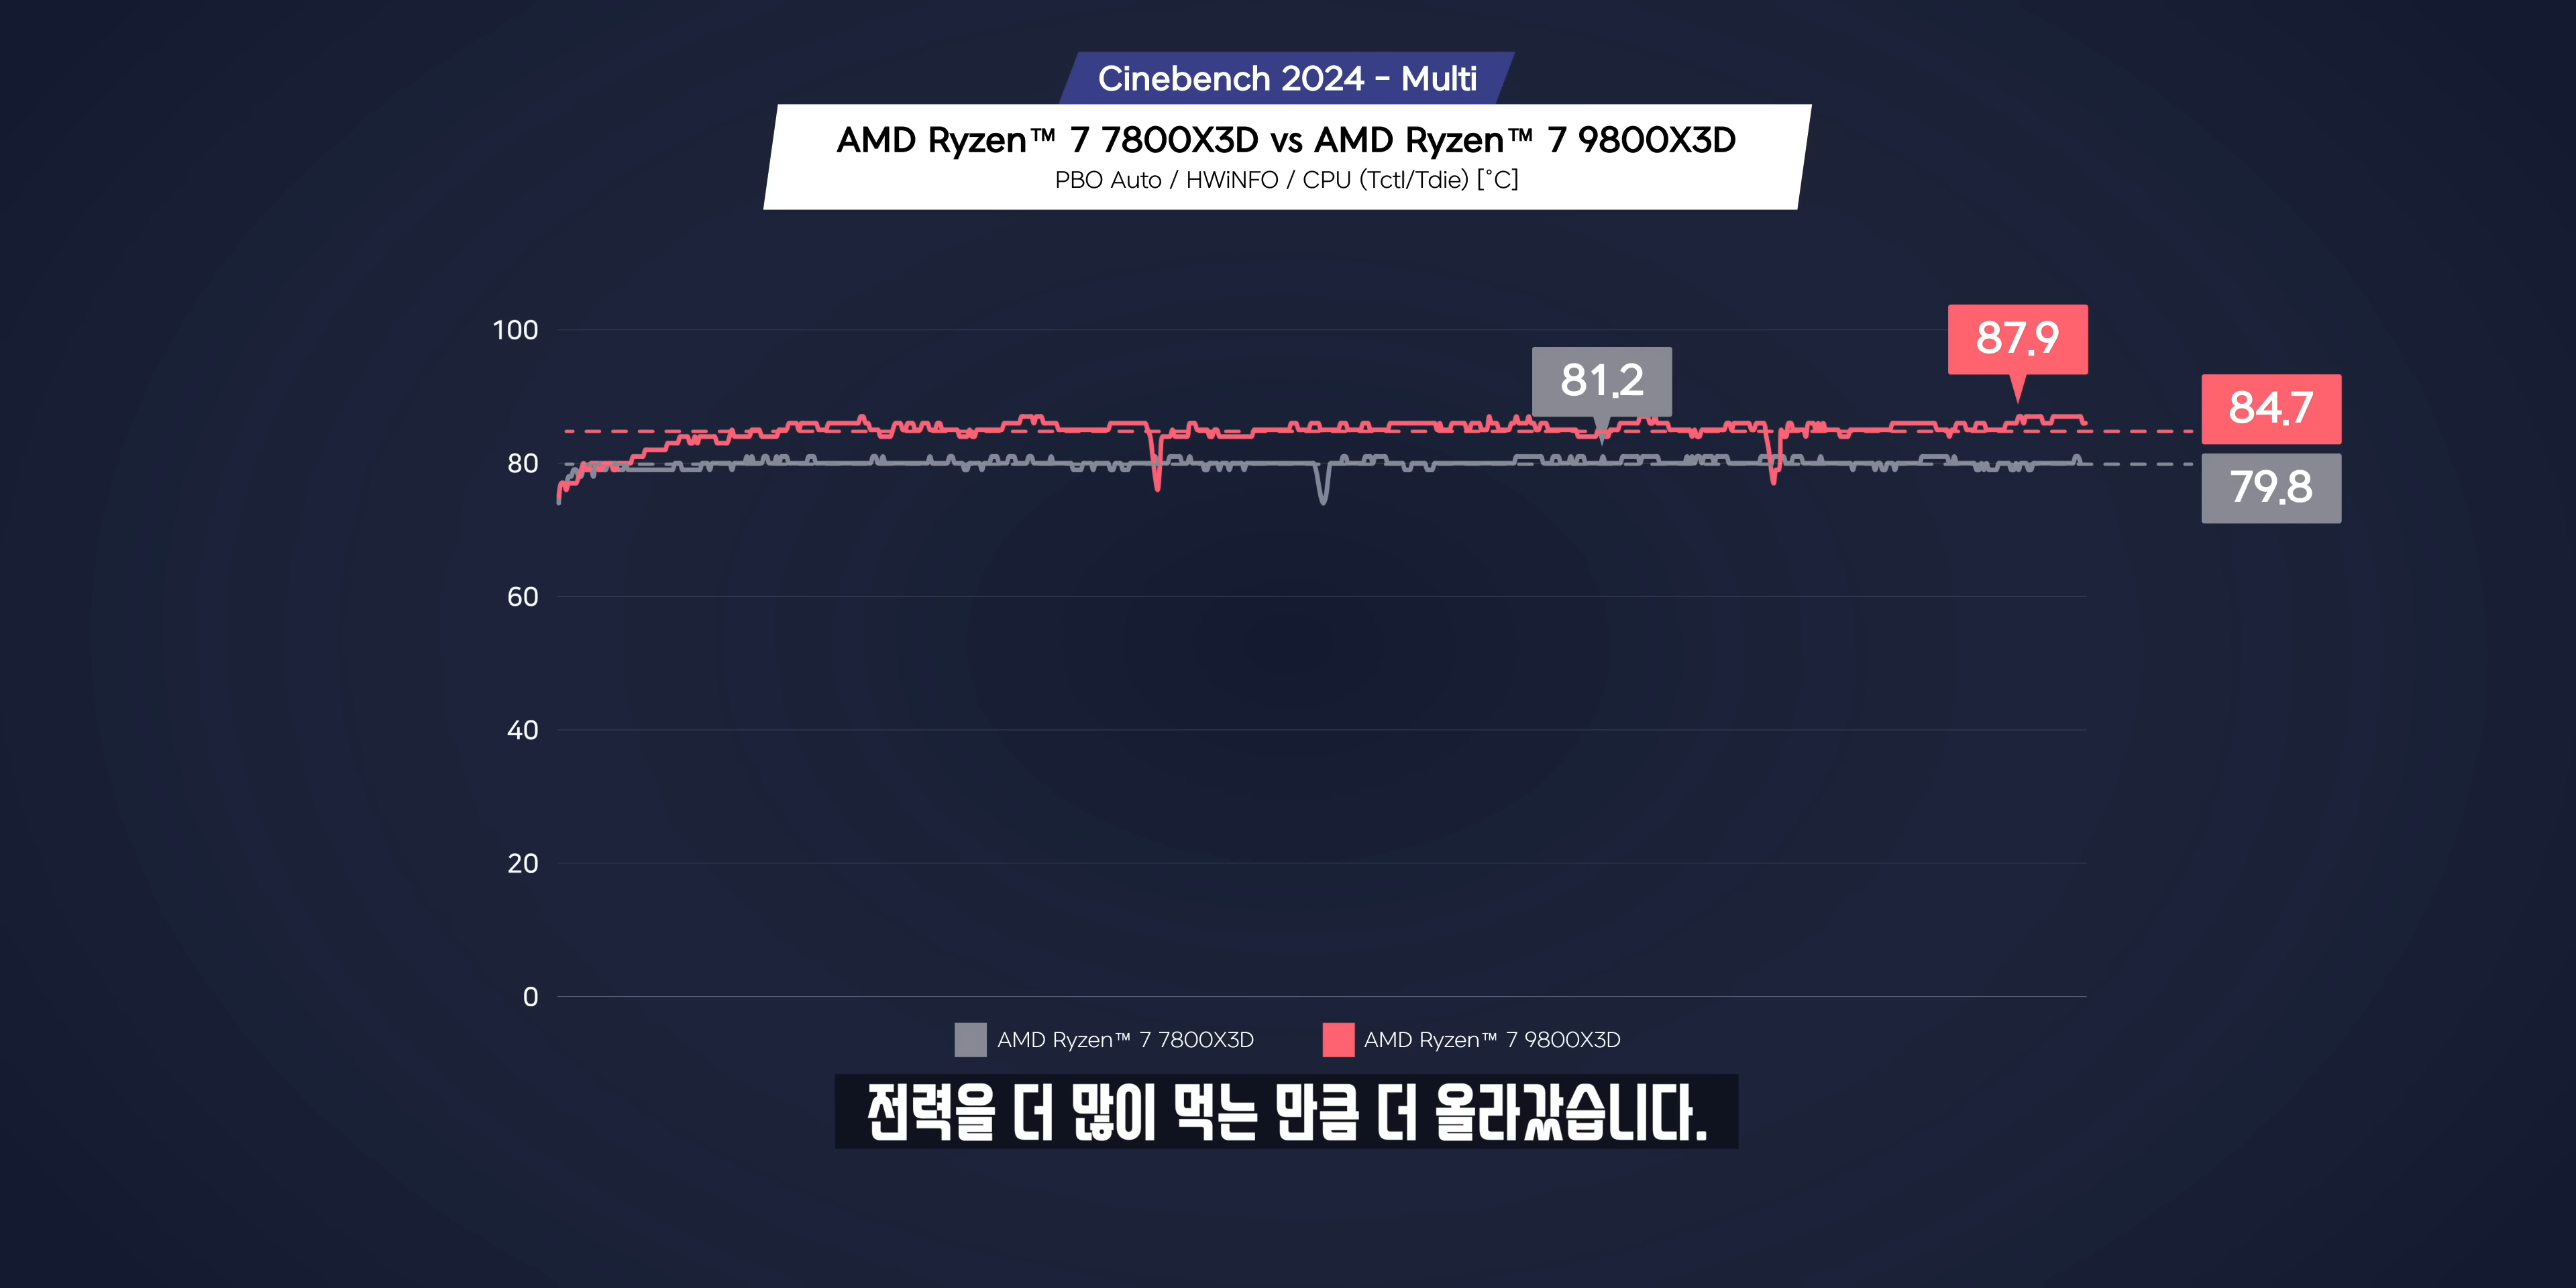 Cinebench 2024 - Multi
AMD Ryzen™ 7 7800X3D vs AMD Ryzen™ 7 9800X3D
PBO Auto / HWiNFO / CPU (Tctl/Tdie) [°C]
100
80
60
40
20
0
81.2
87.9
84.7
79.8
AMD Ryzen™ 7 7800X3D
AMD Ryzen™ 7 9800X3D
전력을 더 많이 먹는 만큼 더 올라갔습니다.